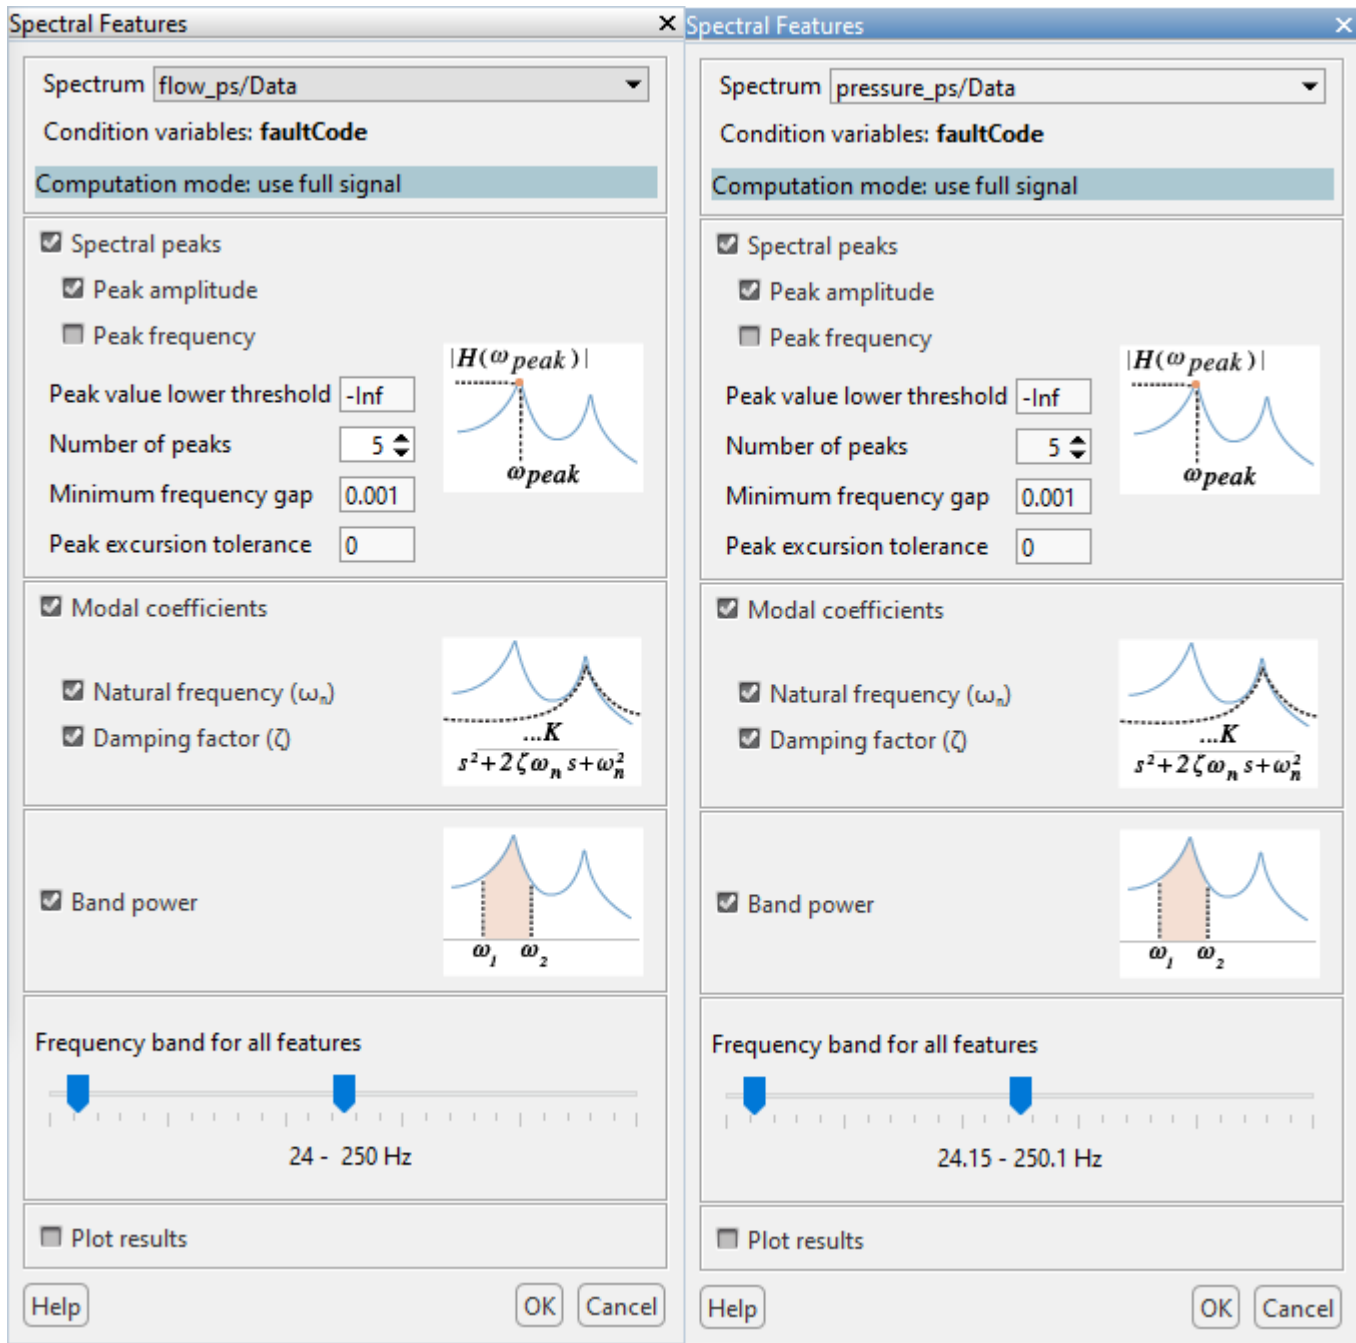 Spectral Features
Spectrum flow_ps/Data
Condition variables: faultCode
Computation mode: use full signal
Spectral peaks
Peak amplitude
Peak frequency
Peak value lower threshold -Inf
Number of peaks 5
Minimum frequency gap 0.001
Peak excursion tolerance 0
|H(ω peak)|
ω peak
Modal coefficients
Natural frequency (ωn)
Damping factor (ζ)
...K
s²+2ζωn s+ωn²
Band power
ω1 ω2
Frequency band for all features
24 - 250 Hz
Plot results
Help OK Cancel
Spectral Features
Spectrum pressure_ps/Data
Condition variables: faultCode
Computation mode: use full signal
Spectral peaks
Peak amplitude
Peak frequency
Peak value lower threshold -Inf
Number of peaks 5
Minimum frequency gap 0.001
Peak excursion tolerance 0
|H(ω peak)|
ω peak
Modal coefficients
Natural frequency (ωn)
Damping factor (ζ)
...K
s²+2ζωn s+ωn²
Band power
ω1 ω2
Frequency band for all features
24.15 - 250.1 Hz
Plot results
Help OK Cancel